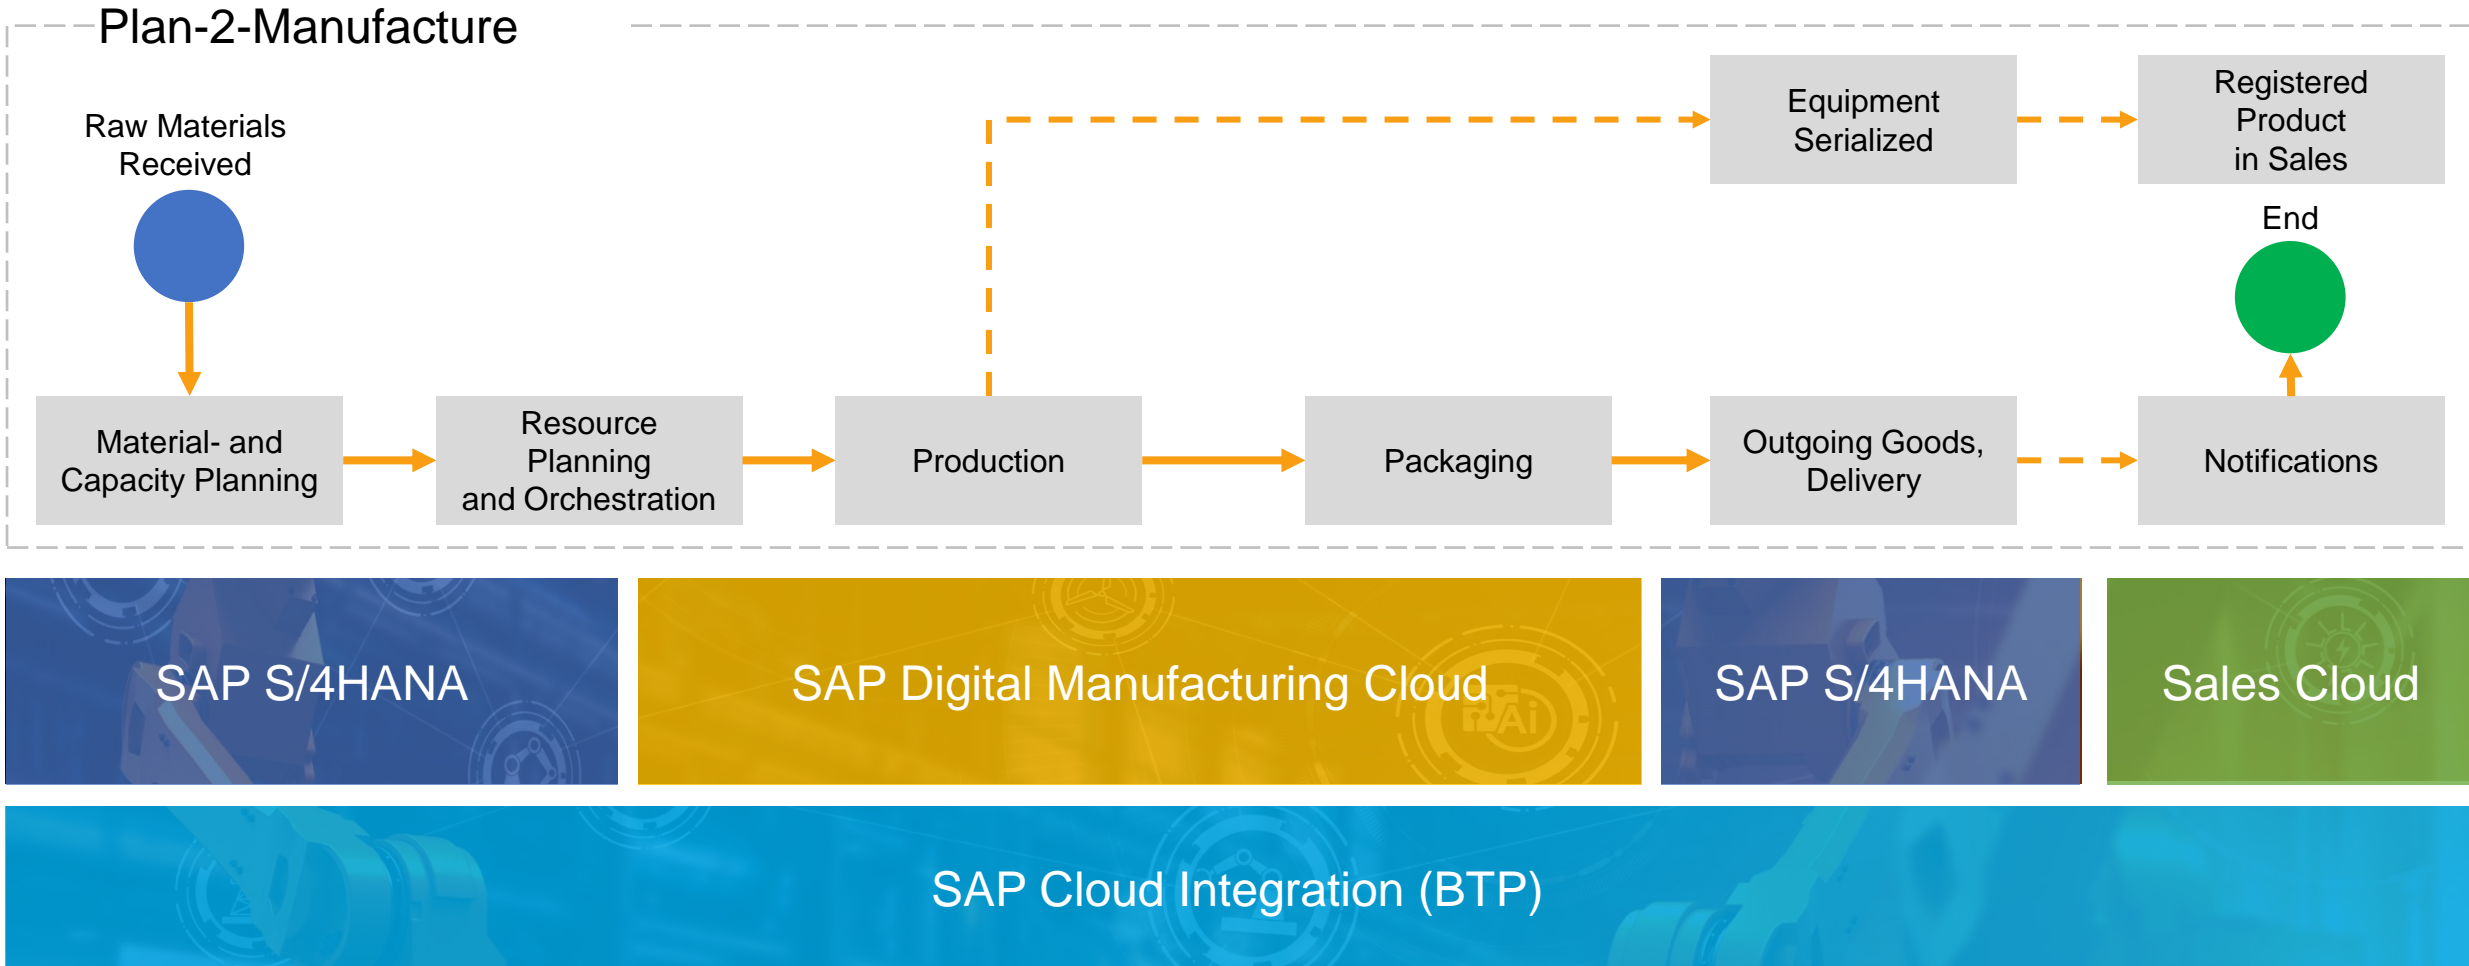 Plan-2-Manufacture
Raw Materials
Received
Equipment
Serialized
Registered
Product
in Sales
End
Material- and
Capacity Planning
Resource
Planning
and Orchestration
Production
Packaging
Outgoing Goods,
Delivery
Notifications
SAP S/4HANA
SAP Digital Manufacturing Cloud
Ai
SAP S/4HANA
Sales Cloud
SAP Cloud Integration (BTP)